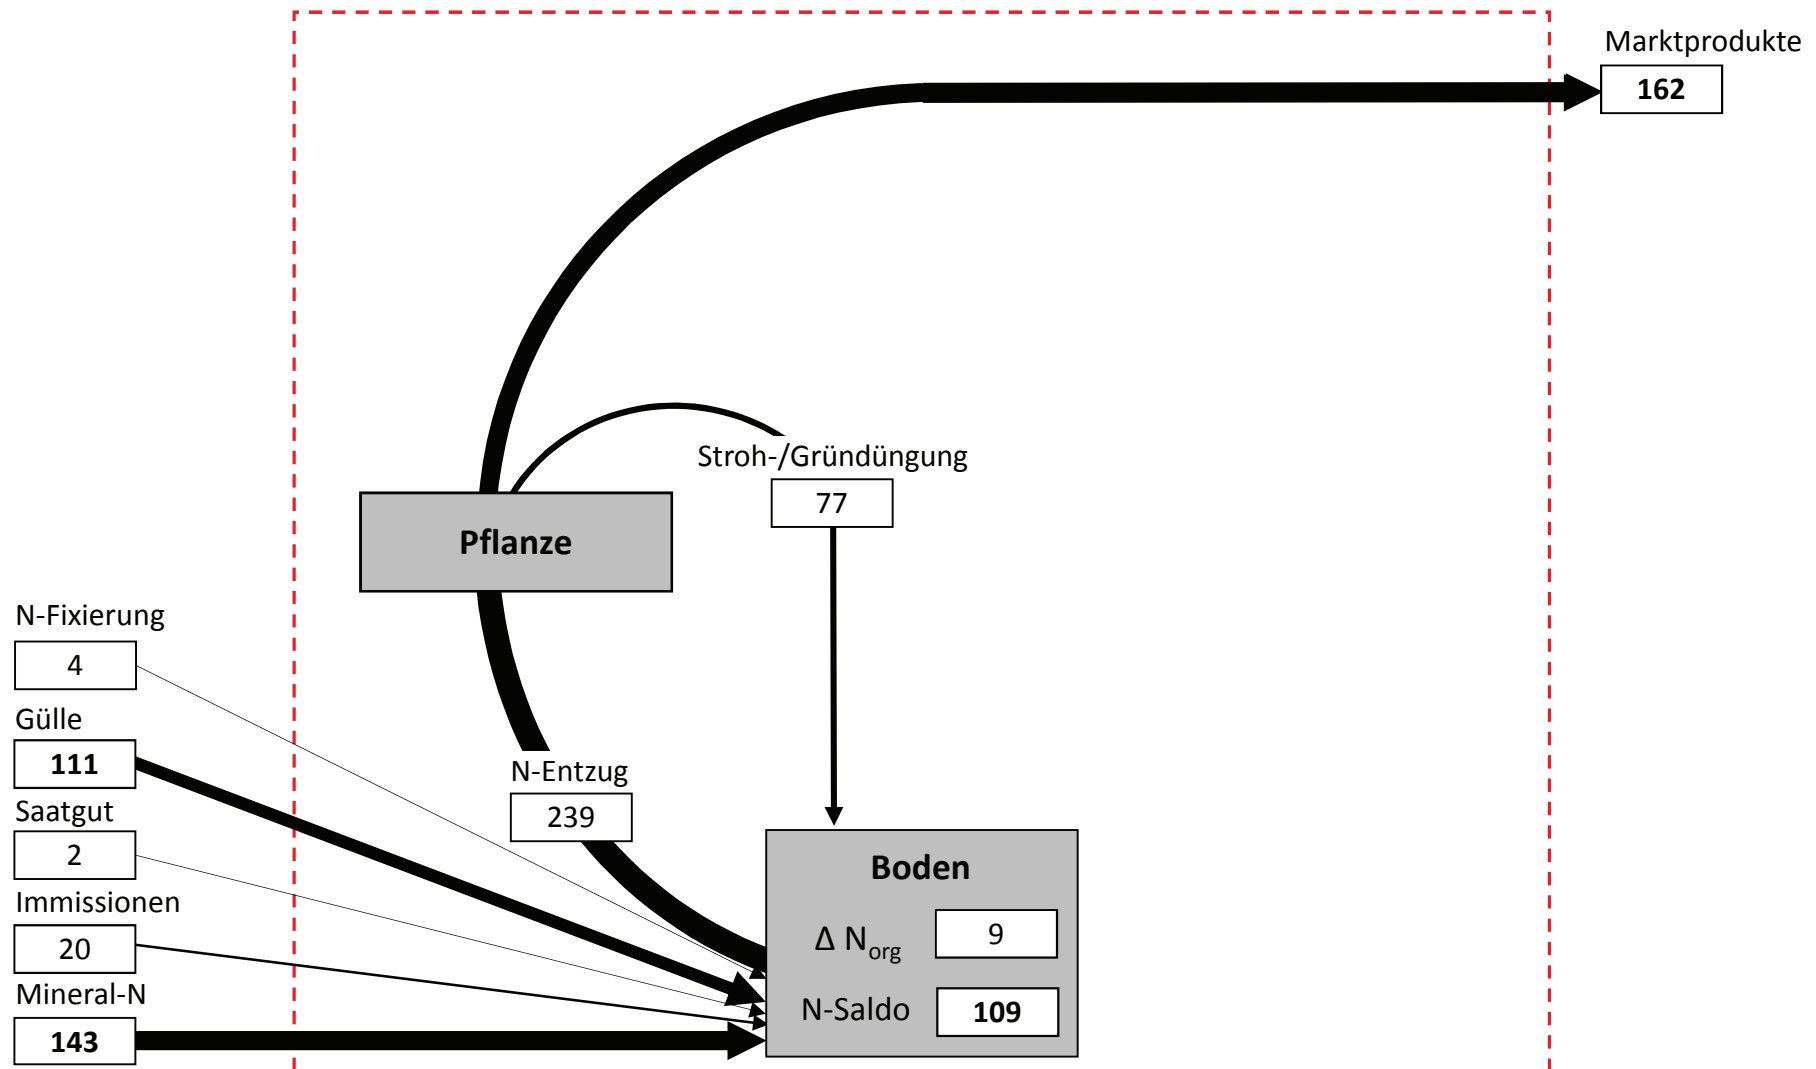 Marktprodukte
162
Stroh-/Gründüngung
77
Pflanze
N-Fixierung
4
Gülle
111
Saatgut
2
Immissionen
20
Mineral-N
143
N-Entzug
239
Boden
Δ Norg 9
N-Saldo 109